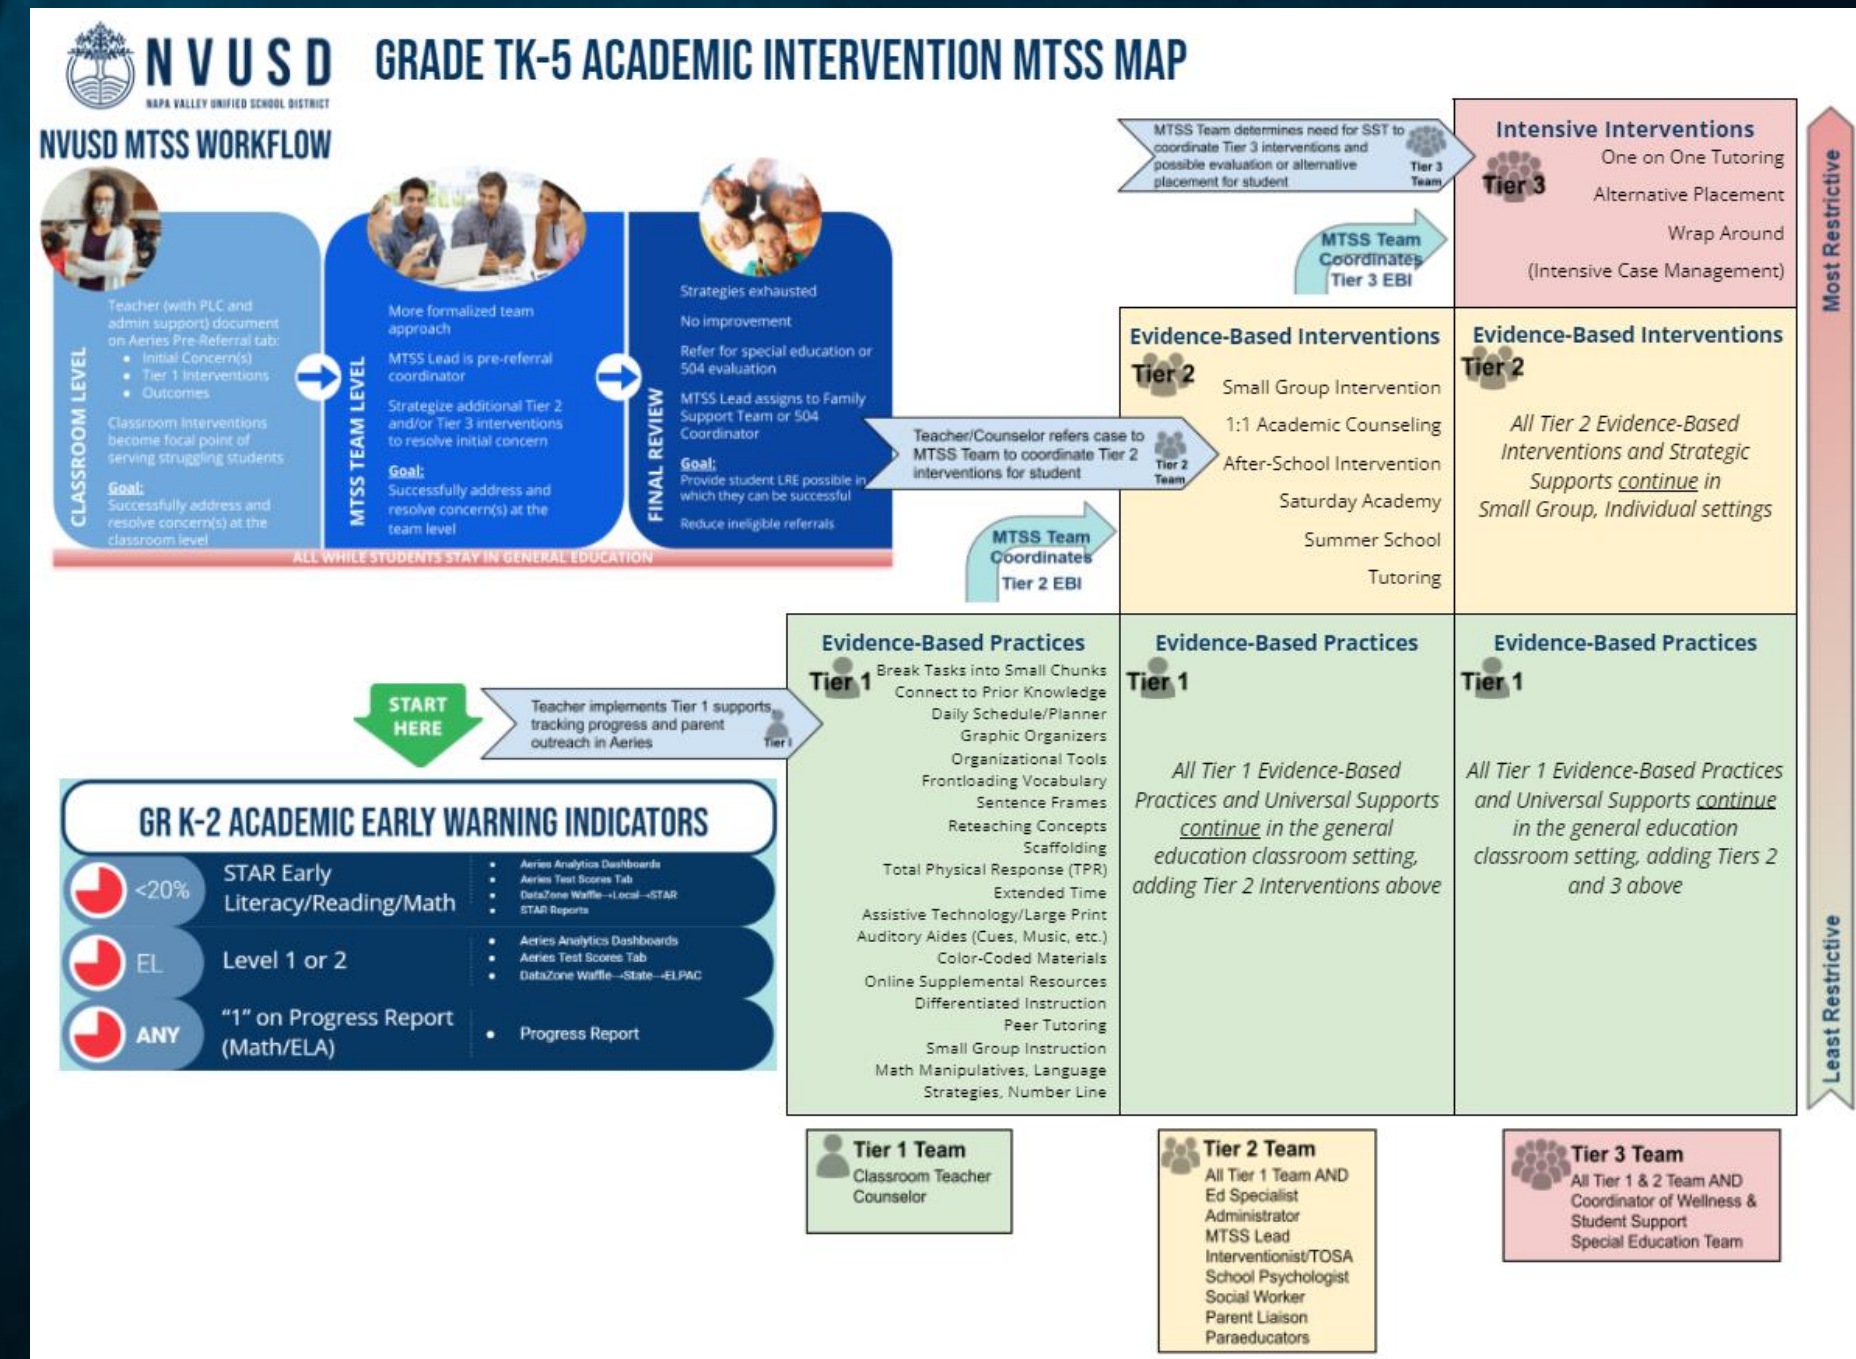 NVUSD
NAPA VALLEY UNIFIED SCHOOL DISTRICT
GRADE TK-5 ACADEMIC INTERVENTION MTSS MAP
NVUSD MTSS WORKFLOW
CLASSROOM LEVEL
Teacher (with PLC and
admin support) document
on Aeries Pre-Referral tab:
• Initial Concern(s)
• Tier 1 Interventions
• Outcomes
Classroom Interventions
become focal point of
serving struggling students
Goal:
Successfully address and
resolve concern(s) at the
classroom level
MTSS TEAM LEVEL
More formalized team
approach
MTSS Lead is pre-referral
coordinator
Strategize additional Tier 2
and/or Tier 3 interventions
to resolve initial concern
Goal:
Successfully address and
resolve concern(s) at the
team level
FINAL REVIEW
Strategies exhausted
No improvement
Refer for special education or
504 evaluation
MTSS Lead assigns to Family
Support Team or 504
Coordinator
Goal:
Provide student LRE possible in
which they can be successful
Reduce ineligible referrals
ALL WHILE STUDENTS STAY IN GENERAL EDUCATION
MTSS Team determines need for SST to
coordinate Tier 3 interventions and
possible evaluation or alternative
placement for student
Tier 3
Team
MTSS Team
Coordinates
Tier 3 EBI
Intensive Interventions
Tier 3
One on One Tutoring
Alternative Placement
Wrap Around
(Intensive Case Management)
Most Restrictive
Least Restrictive
Teacher/Counselor refers case to
MTSS Team to coordinate Tier 2
interventions for student
Tier 2
Team
MTSS Team
Coordinates
Tier 2 EBI
Evidence-Based Interventions
Tier 2
Small Group Intervention
1:1 Academic Counseling
After-School Intervention
Saturday Academy
Summer School
Tutoring
Evidence-Based Interventions
Tier 2
All Tier 2 Evidence-Based
Interventions and Strategic
Supports continue in
Small Group, Individual settings
START
HERE
Teacher implements Tier 1 supports,
tracking progress and parent
outreach in Aeries
Tier I
Evidence-Based Practices
Tier 1
Break Tasks into Small Chunks
Connect to Prior Knowledge
Daily Schedule/Planner
Graphic Organizers
Organizational Tools
Frontloading Vocabulary
Sentence Frames
Reteaching Concepts
Scaffolding
Total Physical Response (TPR)
Extended Time
Assistive Technology/Large Print
Auditory Aides (Cues, Music, etc.)
Color-Coded Materials
Online Supplemental Resources
Differentiated Instruction
Peer Tutoring
Small Group Instruction
Math Manipulatives, Language
Strategies, Number Line
Evidence-Based Practices
Tier 1
All Tier 1 Evidence-Based
Practices and Universal Supports
continue in the general
education classroom setting,
adding Tier 2 Interventions above
Evidence-Based Practices
Tier 1
All Tier 1 Evidence-Based Practices
and Universal Supports continue
in the general education
classroom setting, adding Tiers 2
and 3 above
GR K-2 ACADEMIC EARLY WARNING INDICATORS
<20%
STAR Early
Literacy/Reading/Math
• Aeries Analytics Dashboards
• Aeries Test Scores Tab
• DataZone Waffle→Local→STAR
• STAR Reports
EL
Level 1 or 2
• Aeries Analytics Dashboards
• Aeries Test Scores Tab
• DataZone Waffle→State→ELPAC
ANY
“1” on Progress Report
(Math/ELA)
• Progress Report
Tier 1 Team
Classroom Teacher
Counselor
Tier 2 Team
All Tier 1 Team AND
Ed Specialist
Administrator
MTSS Lead
Interventionist/TOSA
School Psychologist
Social Worker
Parent Liaison
Paraeducators
Tier 3 Team
All Tier 1 & 2 Team AND
Coordinator of Wellness &
Student Support
Special Education Team